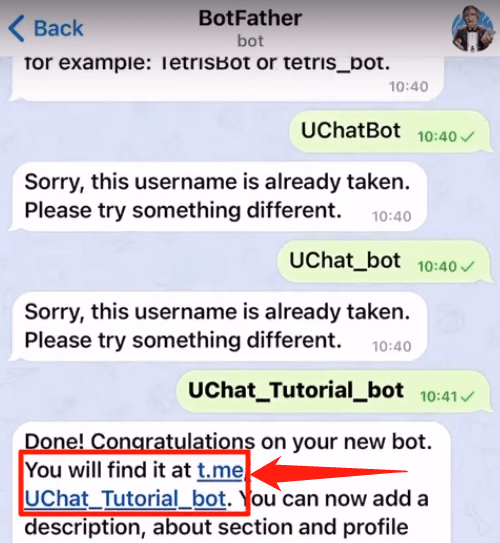 Back
BotFather
bot
for example: TetrisBot or tetris_bot.
10:40
UChatBot 10:40
Sorry, this username is already taken.
Please try something different. 10:40
UChat_bot 10:40
Sorry, this username is already taken.
Please try something different. 10:40
UChat_Tutorial_bot 10:41
Done! Congratulations on your new bot.
You will find it at t.me/
UChat_Tutorial_bot. You can now add a
description, about section and profile